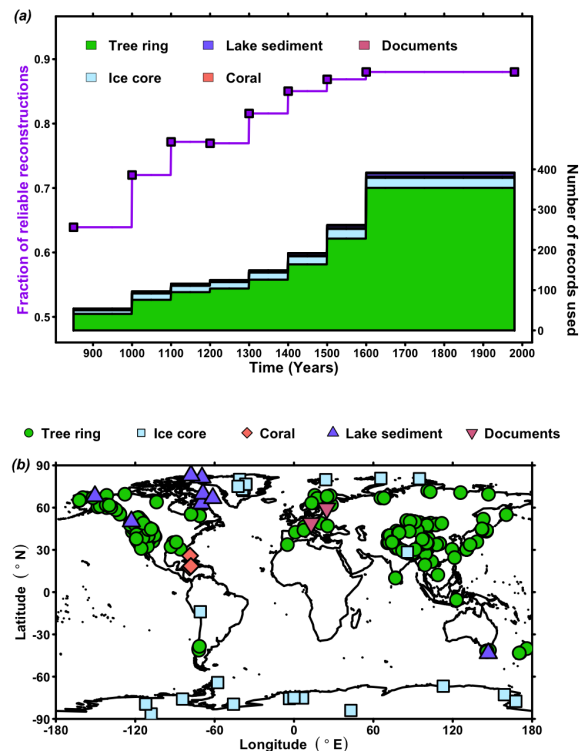 (a)
Tree ring Lake sediment Documents
Ice core Coral
Fraction of reliable reconstructions
0.9
0.8
0.7
0.6
0.5
400
300
200
100
0
Number of records used
900 1000 1100 1200 1300 1400 1500 1600 1700 1800 1900 2000
Time (Years)
Tree ring Ice core Coral Lake sediment Documents
(b)
Latitude (°N)
90
60
30
0
-30
-60
-90
-180 -120 -60 0 60 120 180
Longitude (°E)